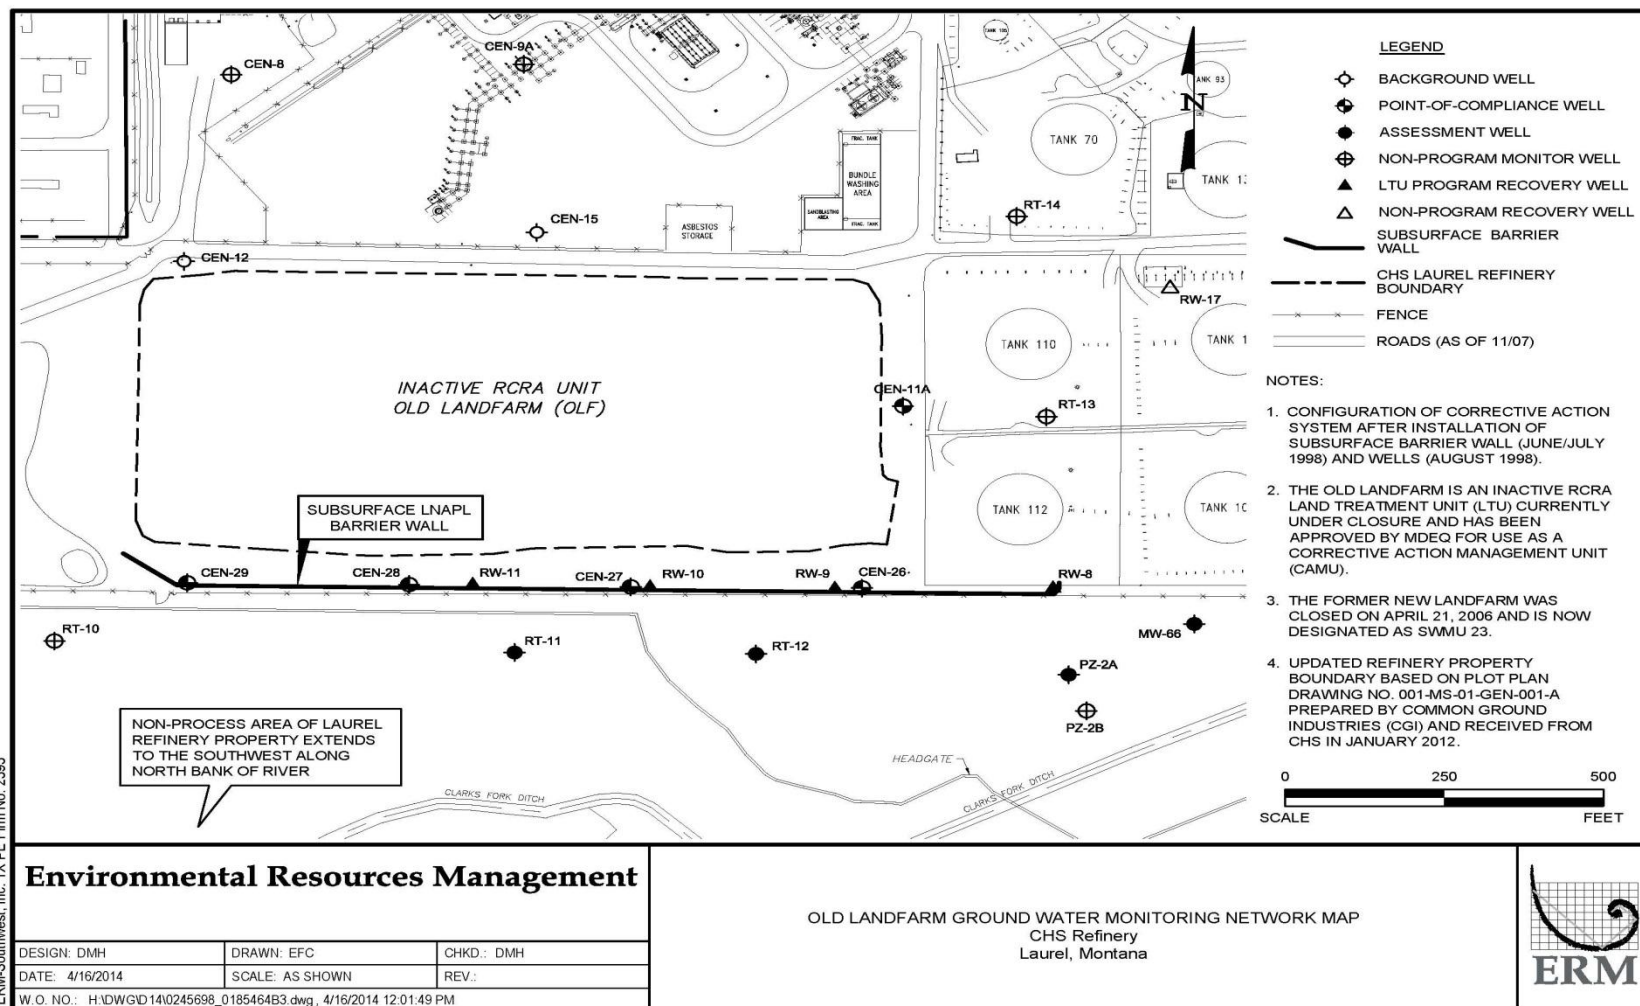 CEN-8
CEN-9A
TANK 105
ANK 93
N
TANK 70
FRAC. TANK
BUNDLE
WASHING
AREA
SANDBLASTING
AREA
FRAC. TANK
TANK 13
CEN-15
ASBESTOS
STORAGE
RT-14
CEN-12
RW-17
TANK 110
TANK 1
INACTIVE RCRA UNIT
OLD LANDFARM (OLF)
CEN-11A
RT-13
SUBSURFACE LNAPL
BARRIER WALL
TANK 112
TANK 10
CEN-29
CEN-28
RW-11
CEN-27
RW-10
RW-9
CEN-26
RW-8
RT-10
RT-11
RT-12
MW-66
PZ-2A
PZ-2B
NON-PROCESS AREA OF LAUREL
REFINERY PROPERTY EXTENDS
TO THE SOUTHWEST ALONG
NORTH BANK OF RIVER
HEADGATE
CLARKS FORK DITCH
CLARKS FORK DITCH
LEGEND
BACKGROUND WELL
POINT-OF-COMPLIANCE WELL
ASSESSMENT WELL
NON-PROGRAM MONITOR WELL
LTU PROGRAM RECOVERY WELL
NON-PROGRAM RECOVERY WELL
SUBSURFACE BARRIER
WALL
CHS LAUREL REFINERY
BOUNDARY
FENCE
ROADS (AS OF 11/07)
NOTES:
1. CONFIGURATION OF CORRECTIVE ACTION
SYSTEM AFTER INSTALLATION OF
SUBSURFACE BARRIER WALL (JUNE/JULY
1998) AND WELLS (AUGUST 1998).
2. THE OLD LANDFARM IS AN INACTIVE RCRA
LAND TREATMENT UNIT (LTU) CURRENTLY
UNDER CLOSURE AND HAS BEEN
APPROVED BY MDEQ FOR USE AS A
CORRECTIVE ACTION MANAGEMENT UNIT
(CAMU).
3. THE FORMER NEW LANDFARM WAS
CLOSED ON APRIL 21, 2006 AND IS NOW
DESIGNATED AS SWMU 23.
4. UPDATED REFINERY PROPERTY
BOUNDARY BASED ON PLOT PLAN
DRAWING NO. 001-MS-01-GEN-001-A
PREPARED BY COMMON GROUND
INDUSTRIES (CGI) AND RECEIVED FROM
CHS IN JANUARY 2012.
0 250 500
SCALE FEET
Environmental Resources Management
DESIGN: DMH DRAWN: EFC CHKD.: DMH
DATE: 4/16/2014 SCALE: AS SHOWN REV.:
W.O. NO.: H:\DWG\D14\0245698_0185464B3.dwg, 4/16/2014 12:01:49 PM
OLD LANDFARM GROUND WATER MONITORING NETWORK MAP
CHS Refinery
Laurel, Montana
ERM